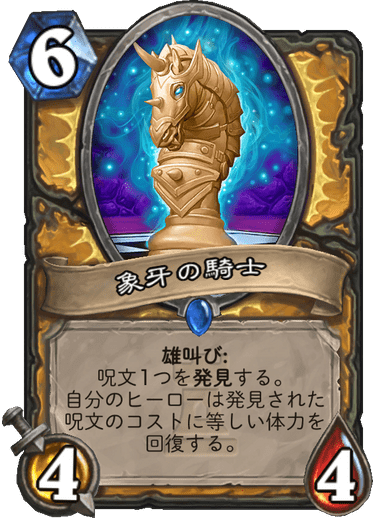 6
象牙の騎士
雄叫び:
呪文1つを発見する。
自分のヒーローは発見された
呪文のコストに等しい体力を
回復する。
4
4